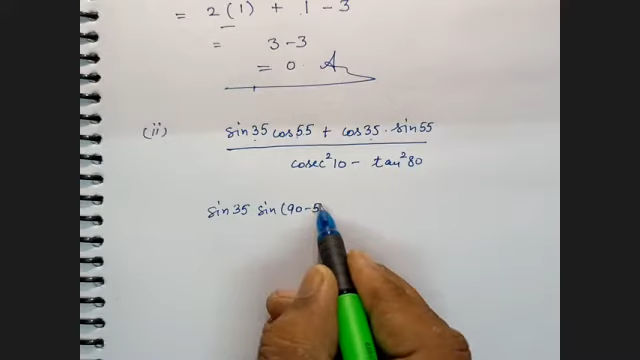 = 2(1) + 1 - 3
= 3 - 3
= 0. A
(ii) sin35 cos55 + cos35 . sin55
cosec²10 - tan²80
sin35 sin(90-5